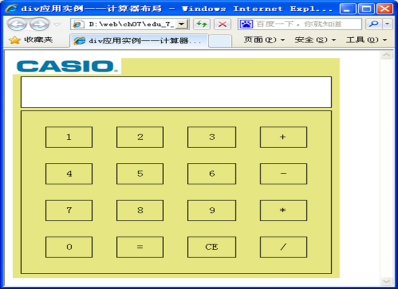 div应用实例——计算器布局 - Windows Internet Expl...
D:\web\ch07\edu_7_
百度一下，你就知道
收藏夹
div应用实例——计算器...
页面(P)
安全(S)
工具(O)
CASIO.
1 2 3 +
4 5 6 -
7 8 9 *
0 = CE /